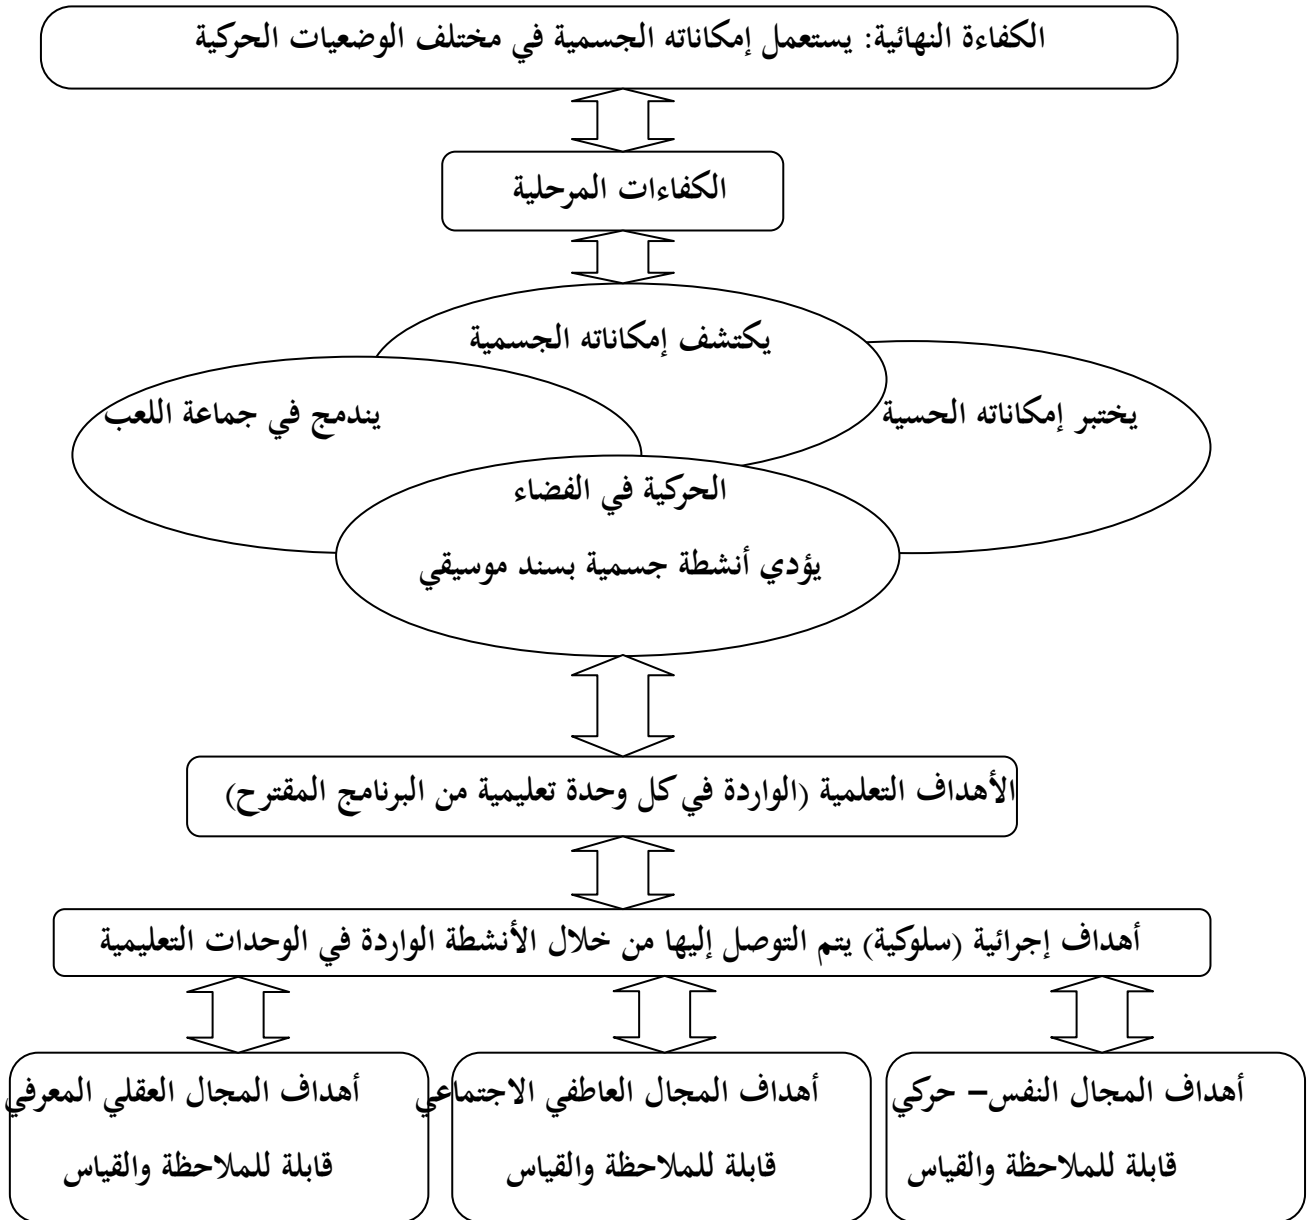 الكفاءة النهائية: يستعمل إمكاناته الجسمية في مختلف الوضعيات الحركية
الكفاءات المرحلية
يكتشف إمكاناته الجسمية
يختبر إمكاناته الحسية
يندمج في جماعة اللعب
الحركية في الفضاء
يؤدي أنشطة جسمية بسند موسيقي
الأهداف التعلمية (الواردة في كل وحدة تعليمية من البرنامج المقترح)
أهداف إجرائية (سلوكية) يتم التوصل إليها من خلال الأنشطة الواردة في الوحدات التعليمية
أهداف المجال النفس– حركي
قابلة للملاحظة والقياس
أهداف المجال العاطفي الاجتماعي
قابلة للملاحظة والقياس
أهداف المجال العقلي المعرفي
قابلة للملاحظة والقياس